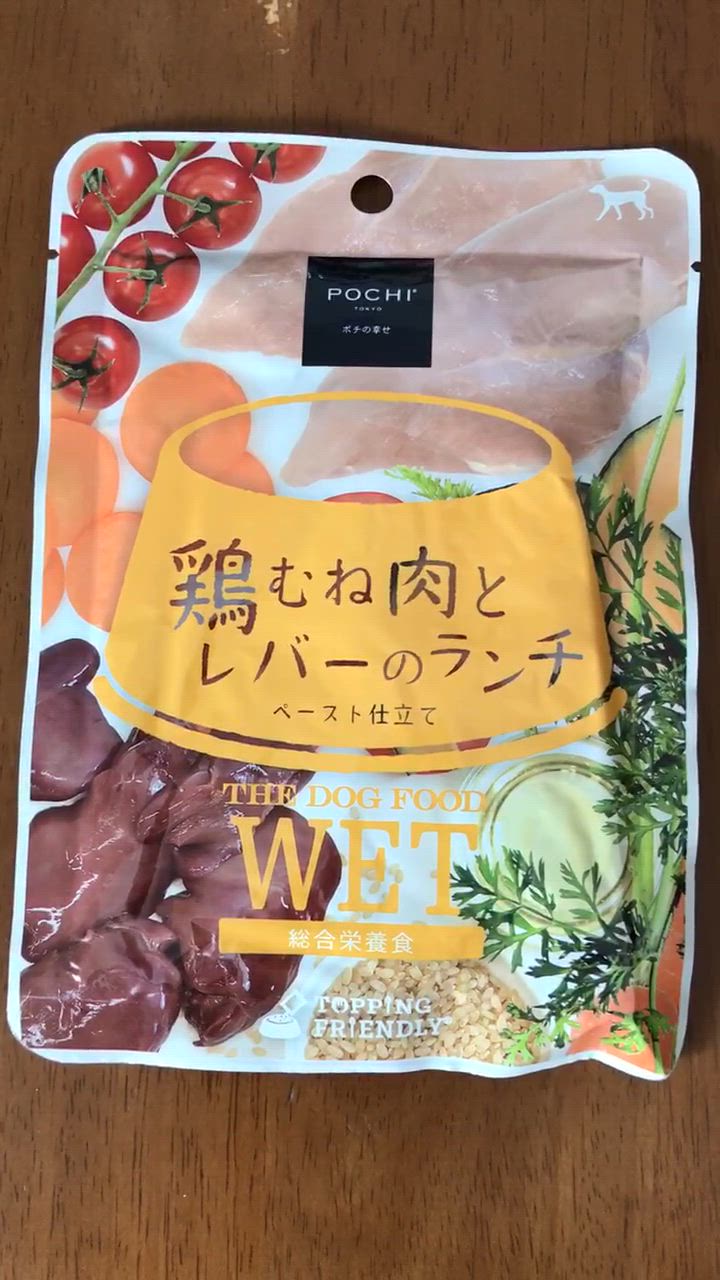 POCHI®
TOKYO
ポチの幸せ
鶏むね肉と
レバーのランチ
ペースト仕立て
THE DOG FOOD
WET
総合栄養食
TOPPING
FRIENDLY®